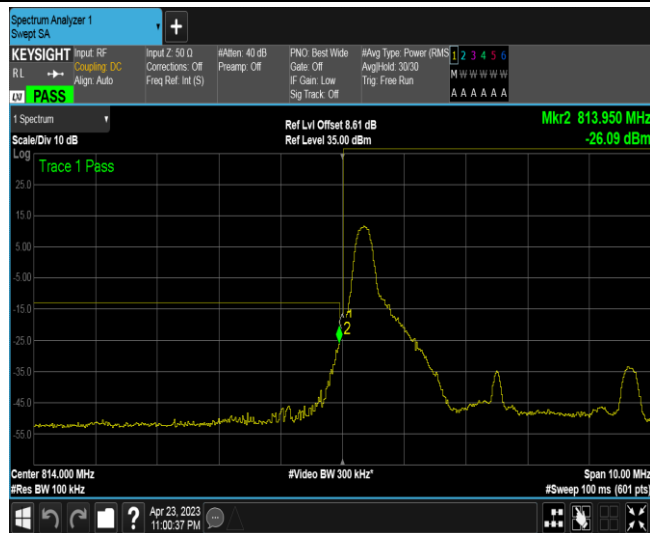 Spectrum Analyzer 1
Swept SA
+
KEYSIGHT
RL
LXI PASS
Input: RF
Coupling: DC
Align: Auto
Input Z: 50 Ω
Corrections: Off
Freq Ref: Int (S)
#Atten: 40 dB
Preamp: Off
PNO: Best Wide
Gate: Off
IF Gain: Low
Sig Track: Off
#Avg Type: Power (RMS
Avg|Hold: 30/30
Trig: Free Run
1 2 3 4 5 6
M W W W W W
A A A A A A
1 Spectrum
Scale/Div 10 dB
Ref Lvl Offset 8.61 dB
Ref Level 35.00 dBm
Mkr2 813.950 MHz
-26.09 dBm
Log
Trace 1 Pass
25.0
15.0
5.00
-5.00
-15.0
-25.0
-35.0
-45.0
-55.0
2
Center 814.000 MHz
#Res BW 100 kHz
#Video BW 300 kHz*
Span 10.00 MHz
#Sweep 100 ms (601 pts)
?
Apr 23, 2023
11:00:37 PM